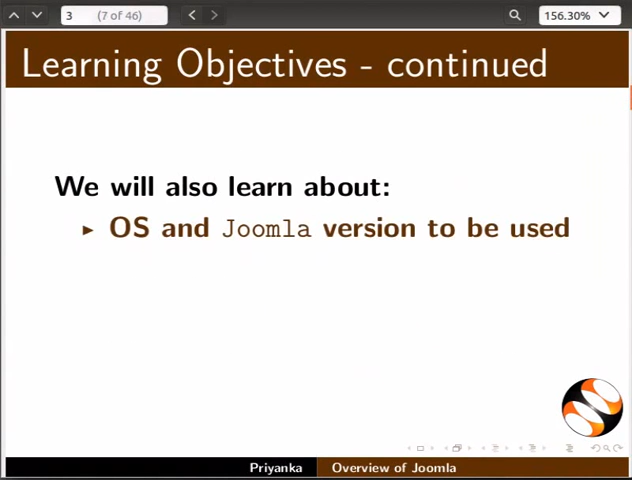 3 (7 of 46) 156.30%
Learning Objectives - continued
We will also learn about:
OS and Joomla version to be used
Priyanka Overview of Joomla